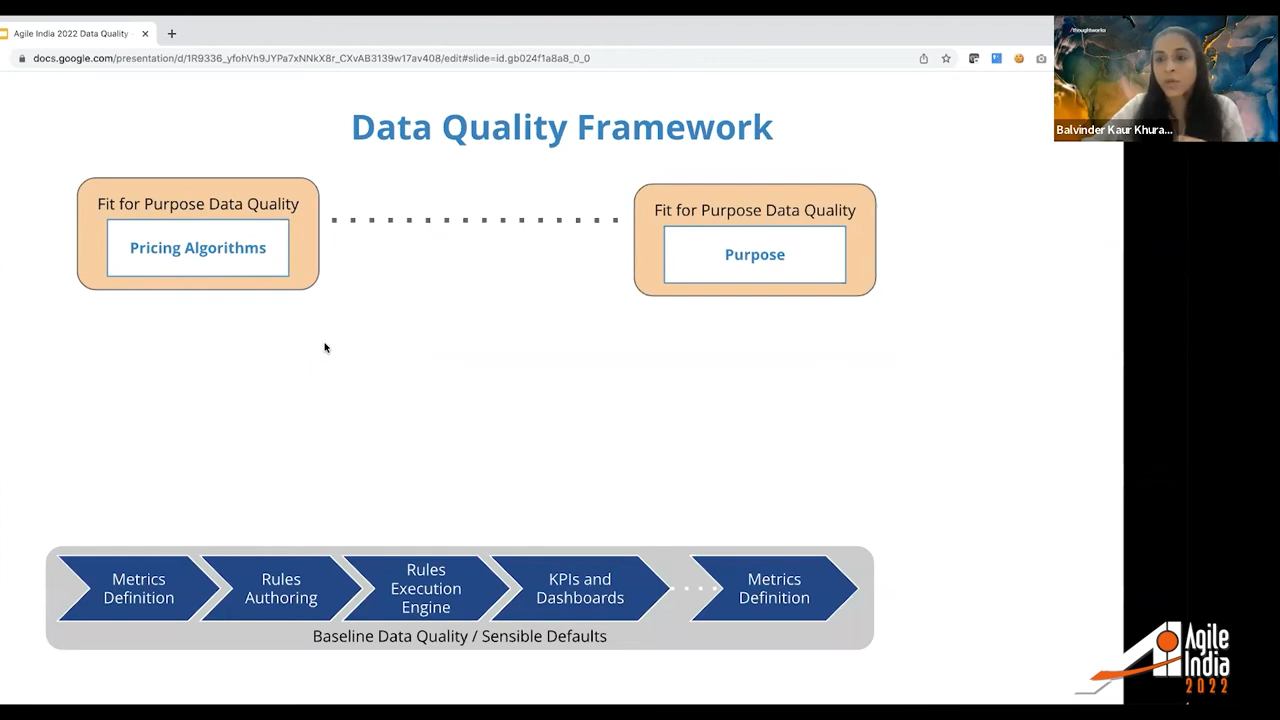 Agile India 2022 Data Quality
docs.google.com/presentation/d/1R9336_yfohVh9JYPa7xNNkX8r_CXvAB3139w17av408/edit#slide=id.gb024f1a8a8_0_0
/thoughtworks
Balvinder Kaur Khura...
Data Quality Framework
Fit for Purpose Data Quality
Pricing Algorithms
Fit for Purpose Data Quality
Purpose
Metrics
Definition
Rules
Authoring
Rules
Execution
Engine
KPIs and
Dashboards
Metrics
Definition
Baseline Data Quality / Sensible Defaults
Agile
India
2022